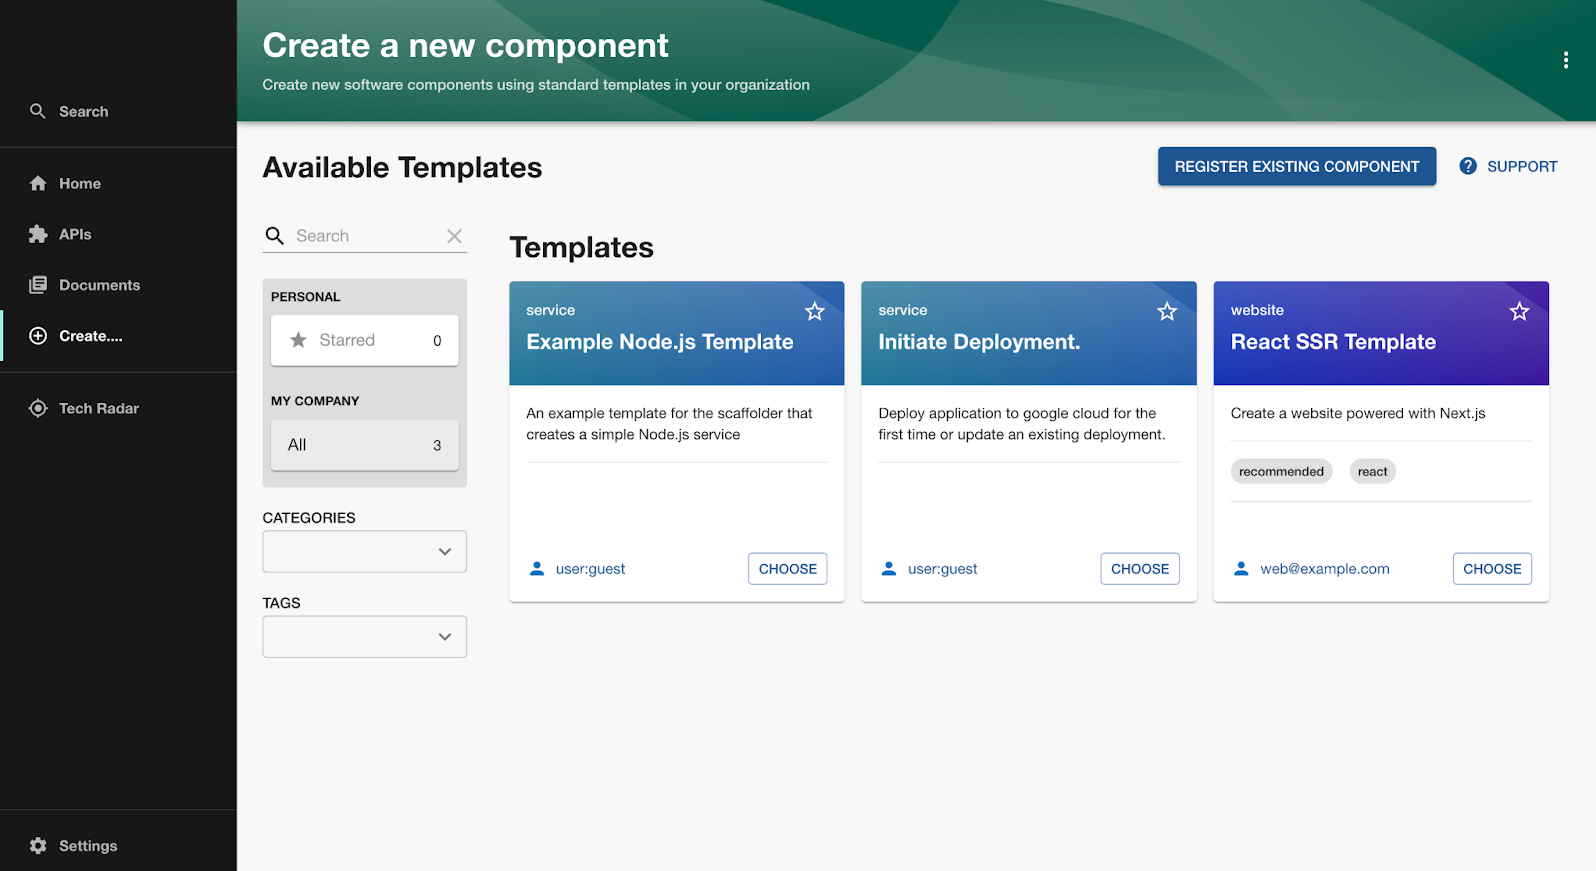 Create a new component
Create new software components using standard templates in your organization
Search
Home
APIs
Documents
Create....
Tech Radar
Settings
Available Templates
REGISTER EXISTING COMPONENT
SUPPORT
Search
PERSONAL
Starred 0
MY COMPANY
All 3
CATEGORIES
TAGS
Templates
service
Example Node.js Template
An example template for the scaffolder that
creates a simple Node.js service
user:guest
CHOOSE
service
Initiate Deployment.
Deploy application to google cloud for the
first time or update an existing deployment.
user:guest
CHOOSE
website
React SSR Template
Create a website powered with Next.js
recommended react
web@example.com
CHOOSE